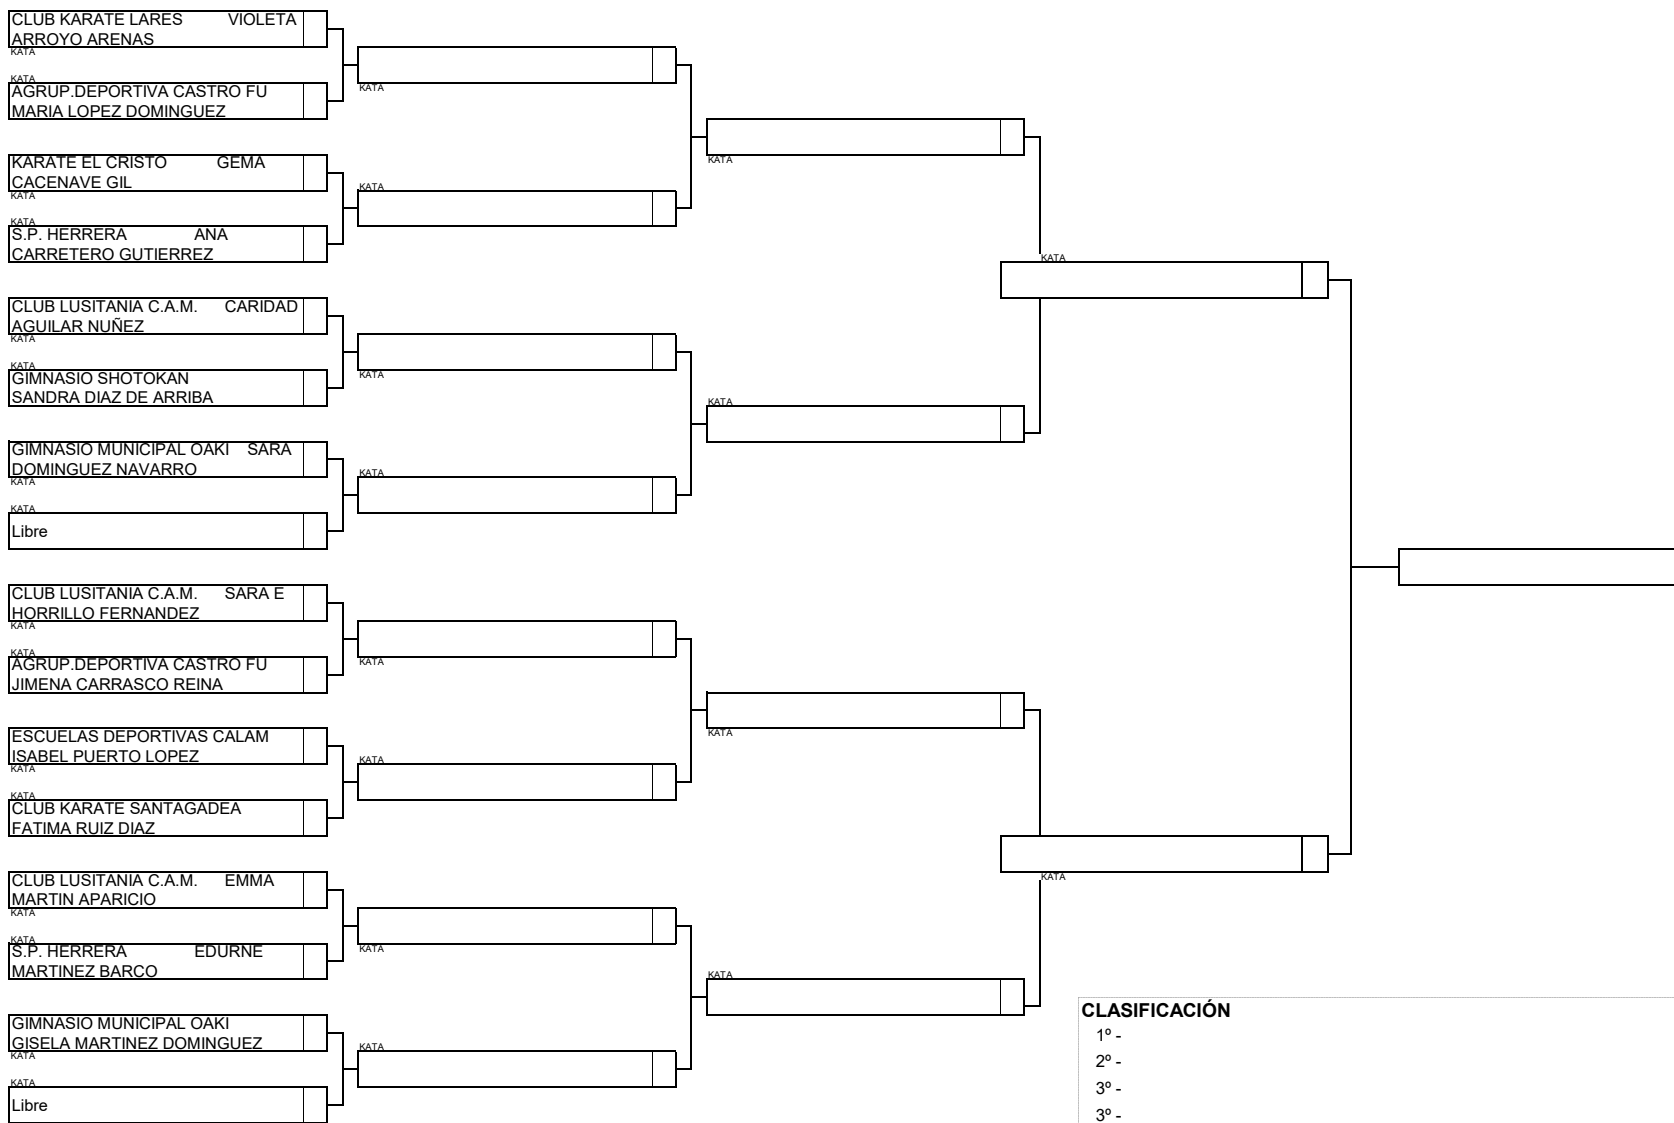 CLUB KARATE LARES VIOLETA
ARROYO ARENAS
KATA
KATA
AGRUP.DEPORTIVA CASTRO FU
MARIA LOPEZ DOMINGUEZ
KARATE EL CRISTO GEMA
CACENAVE GIL
KATA
KATA
S.P. HERRERA ANA
CARRETERO GUTIERREZ
CLUB LUSITANIA C.A.M. CARIDAD
AGUILAR NUÑEZ
KATA
KATA
GIMNASIO SHOTOKAN
SANDRA DIAZ DE ARRIBA
GIMNASIO MUNICIPAL OAKI SARA
DOMINGUEZ NAVARRO
KATA
KATA
Libre
CLUB LUSITANIA C.A.M. SARA E
HORRILLO FERNANDEZ
KATA
KATA
AGRUP.DEPORTIVA CASTRO FU
JIMENA CARRASCO REINA
ESCUELAS DEPORTIVAS CALAM
ISABEL PUERTO LOPEZ
KATA
KATA
CLUB KARATE SANTAGADEA
FATIMA RUIZ DIAZ
CLUB LUSITANIA C.A.M. EMMA
MARTIN APARICIO
KATA
KATA
S.P. HERRERA EDURNE
MARTINEZ BARCO
GIMNASIO MUNICIPAL OAKI
GISELA MARTINEZ DOMINGUEZ
KATA
KATA
Libre
KATA
KATA
KATA
KATA
KATA
KATA
KATA
KATA
KATA
KATA
KATA
KATA
KATA
KATA
CLASIFICACIÓN
1º -
2º -
3º -
3º -